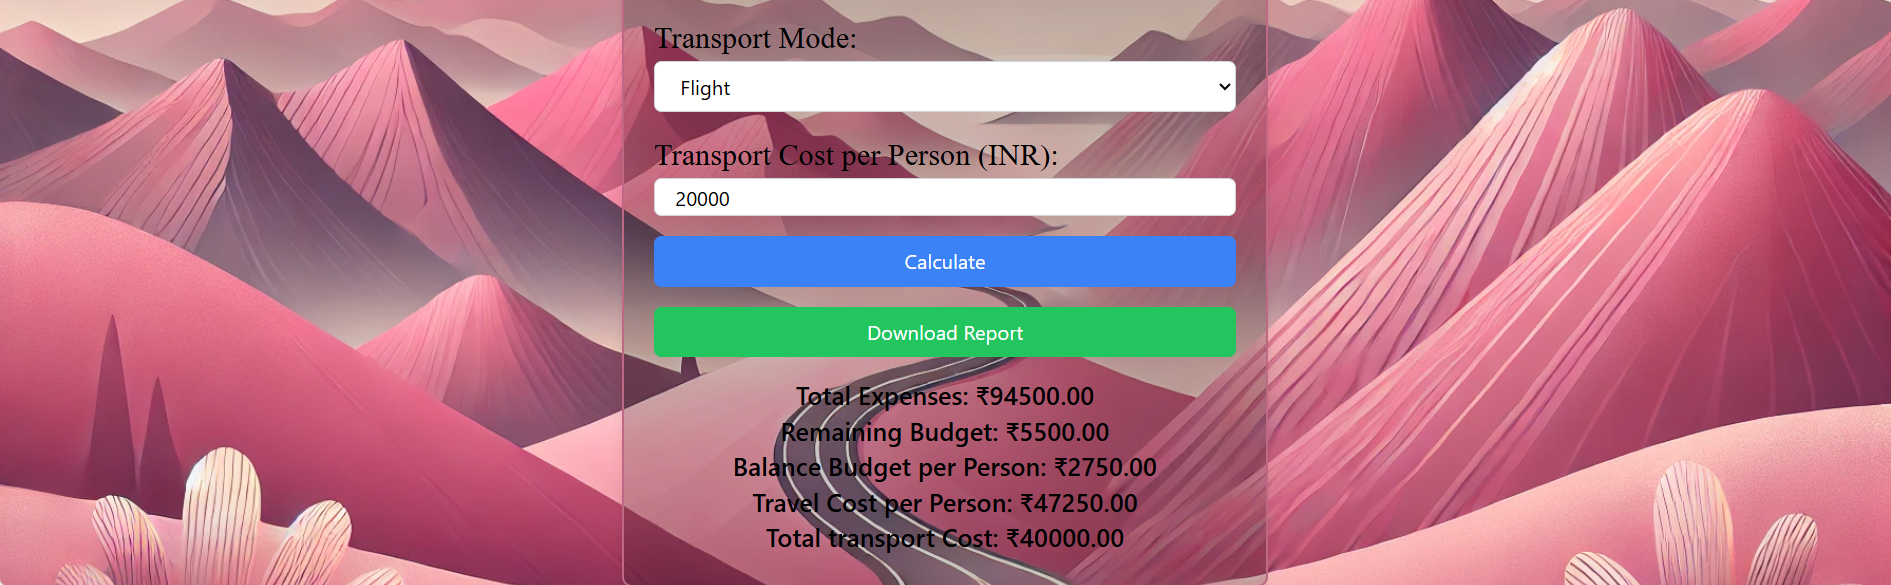 Transport Mode:
Flight
Transport Cost per Person (INR):
20000
Calculate
Download Report
Total Expenses: ₹94500.00
Remaining Budget: ₹5500.00
Balance Budget per Person: ₹2750.00
Travel Cost per Person: ₹47250.00
Total transport Cost: ₹40000.00